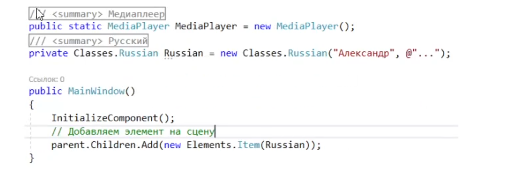 /// <summary> Медиаплеер
public static MediaPlayer MediaPlayer = new MediaPlayer();
/// <summary> Русский
private Classes.Russian Russian = new Classes.Russian("Александр", @"...");
Ссылок: 0
public MainWindow()
{
InitializeComponent();
// Добавляем элемент на сцену
parent.Children.Add(new Elements.Item(Russian));
}